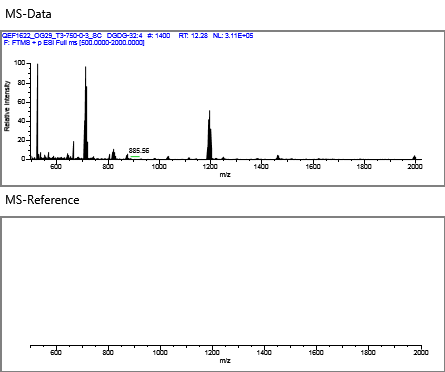 MS-Data
QEF1622_OG29_T3-750-0-3_BC DGDG-32:4 #: 1400 RT: 12.28 NL: 3.11E+05
F: FTMS + p ESI Full ms [500.0000-2000.0000]
Relative Intensity
100
80
60
40
20
0
885.56
600 800 1000 1200 1400 1600 1800 2000
m/z
MS-Reference
600 800 1000 1200 1400 1600 1800 2000
m/z